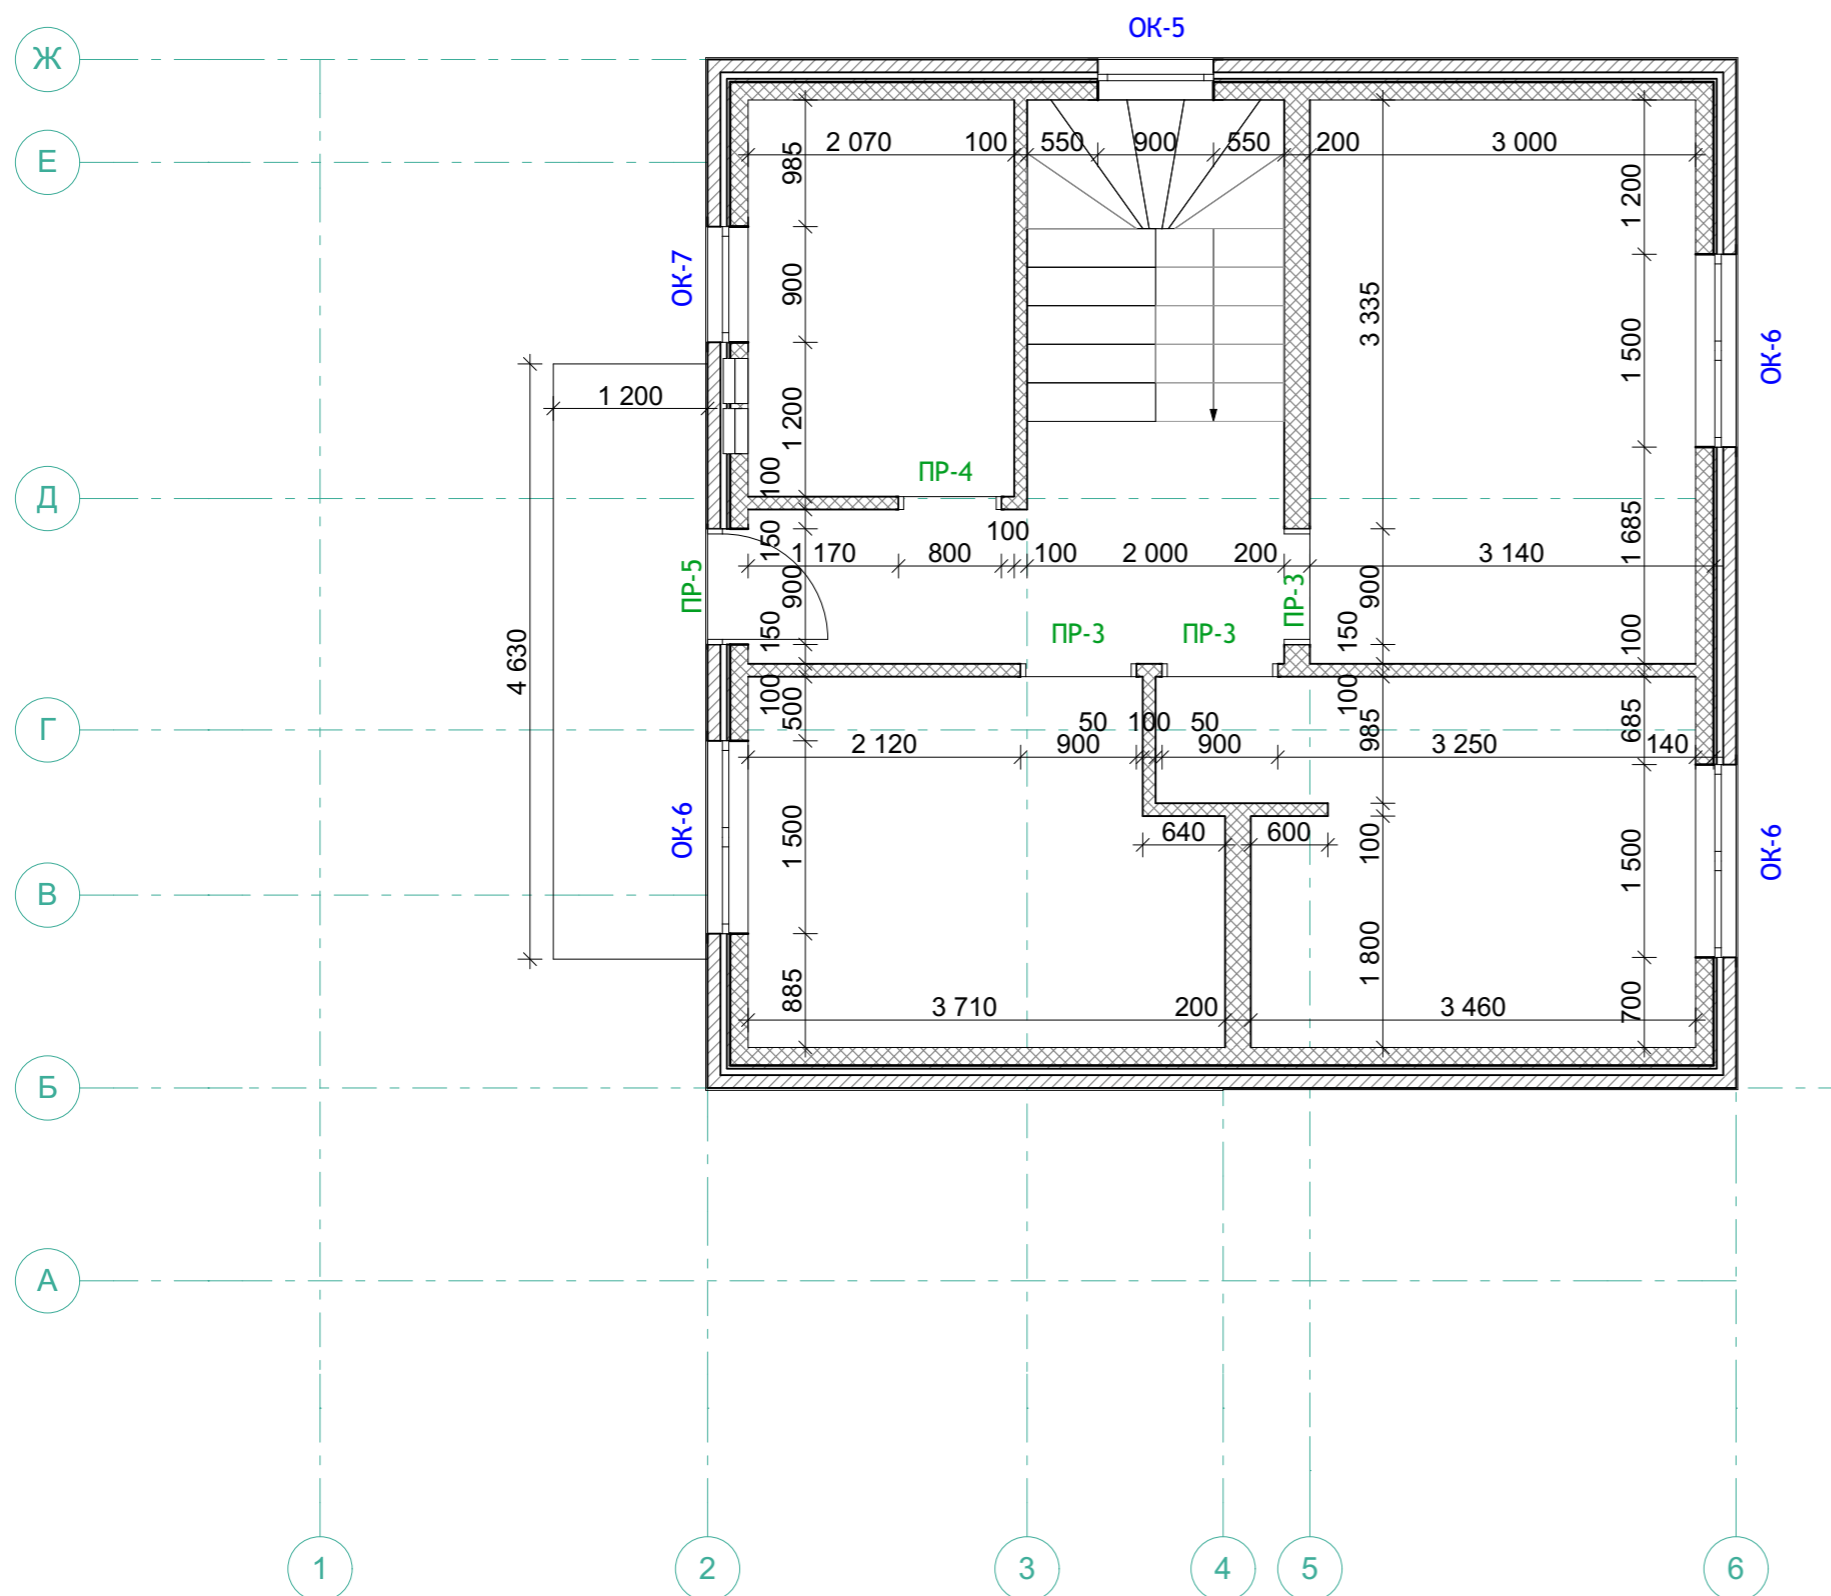 ОК-5
Ж
Е
2 070 100 550 900 550 200 3 000
985
1 200
ОК-7
900
3 335
1 500
ОК-6
1 200
1 200
100
ПР-4
Д
150
100
1 170 800 100 2 000 200 3 140
1 685
ПР-5
900
ПР-3
900
150
ПР-3
ПР-3
150
100
4 630
100
500
100
985
685
Г
50 100 50
2 120 900 900 3 250 140
ОК-6
1 500
640 600
100
1 500
ОК-6
В
885
1 800
700
3 710 200 3 460
Б
А
1 2 3 4 5 6